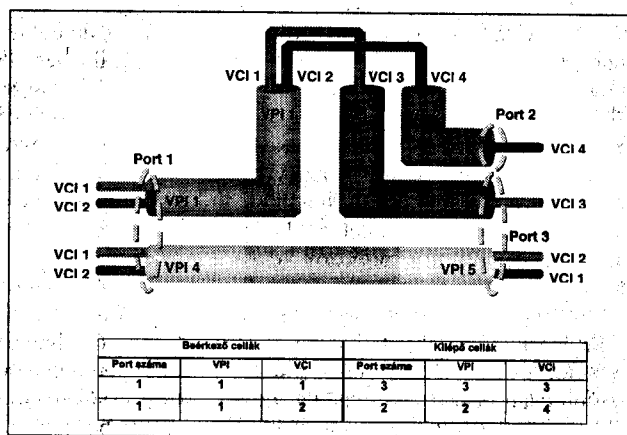 VCI 1 VCI 2 VCI 3 VCI 4
VPI
Port 2
VCI 4
Port 1
VCI 1
VPI 1
VCI 2
VCI 3
Port 3
VCI 1
VCI 2
VPI 4
VPI 5
VCI 2
VCI 1
Beérkező cellák Kilépő cellák
Port száma VPI VCI Port száma VPI VCI
1 1 1 3 3 3
1 1 2 2 2 4